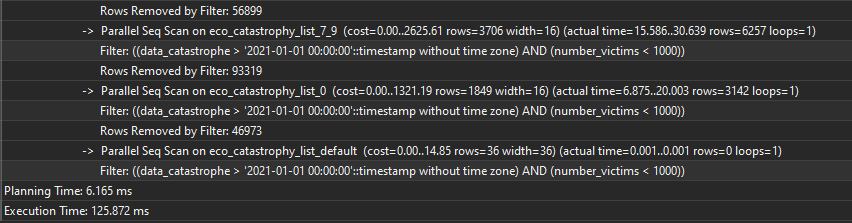 Rows Removed by Filter: 56899
-> Parallel Seq Scan on eco_catastrophy_list_7_9 (cost=0.00..2625.61 rows=3706 width=16) (actual time=15.586..30.639 rows=6257 loops=1)
Filter: ((data_catastrophe > '2021-01-01 00:00:00'::timestamp without time zone) AND (number_victims < 1000))
Rows Removed by Filter: 93319
-> Parallel Seq Scan on eco_catastrophy_list_0 (cost=0.00..1321.19 rows=1849 width=16) (actual time=6.875..20.003 rows=3142 loops=1)
Filter: ((data_catastrophe > '2021-01-01 00:00:00'::timestamp without time zone) AND (number_victims < 1000))
Rows Removed by Filter: 46973
-> Parallel Seq Scan on eco_catastrophy_list_default (cost=0.00..14.85 rows=36 width=36) (actual time=0.001..0.001 rows=0 loops=1)
Filter: ((data_catastrophe > '2021-01-01 00:00:00'::timestamp without time zone) AND (number_victims < 1000))
Planning Time: 6.165 ms
Execution Time: 125.872 ms